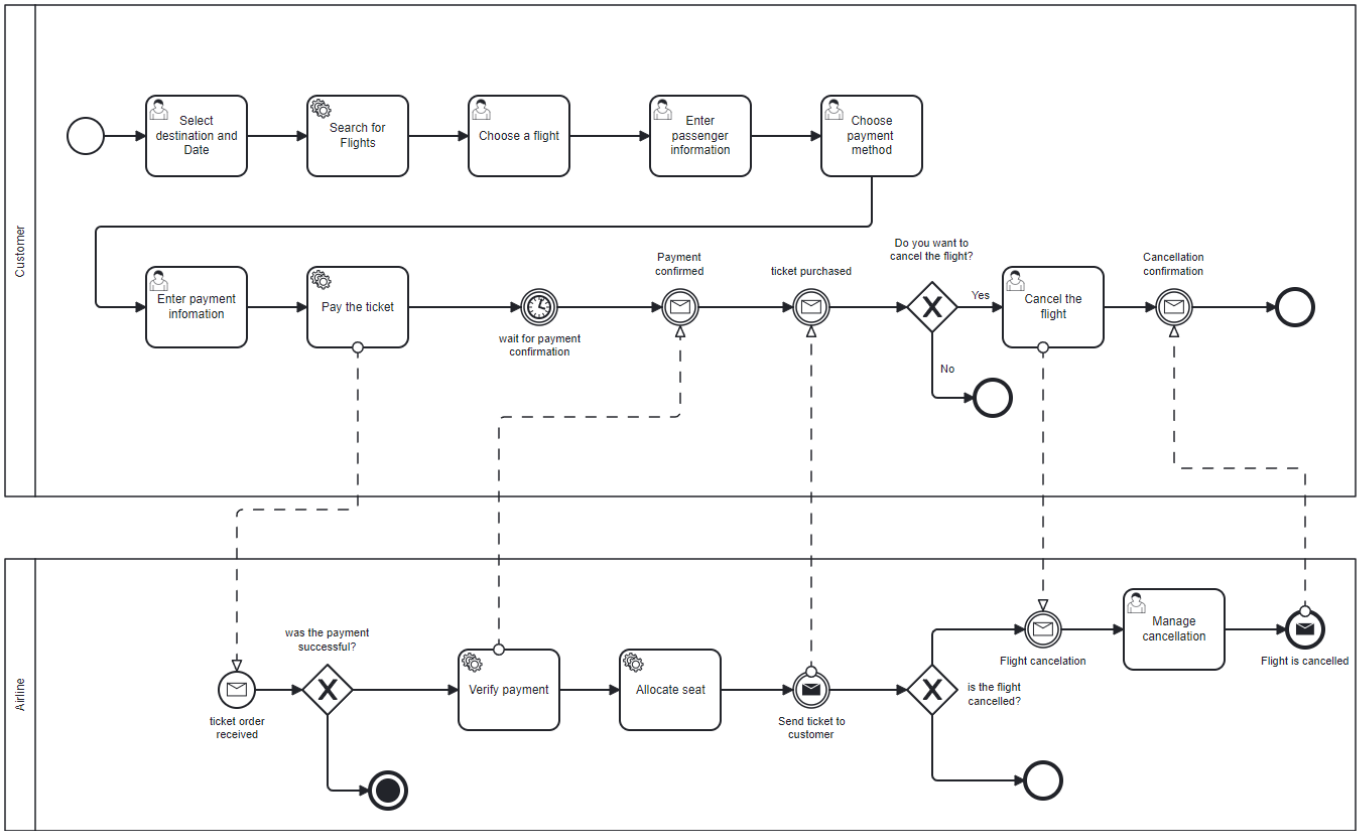 Customer
Select
destination and
Date
Search for
Flights
Choose a flight
Enter
passenger
information
Choose
payment
method
Enter payment
infomation
Pay the ticket
wait for payment
confirmation
Payment
confirmed
ticket purchased
Do you want to
cancel the flight?
Yes
No
Cancel the
flight
Cancellation
confirmation
Airline
ticket order
received
was the payment
successful?
Verify payment
Allocate seat
Send ticket to
customer
is the flight
cancelled?
Flight cancelation
Manage
cancellation
Flight is cancelled